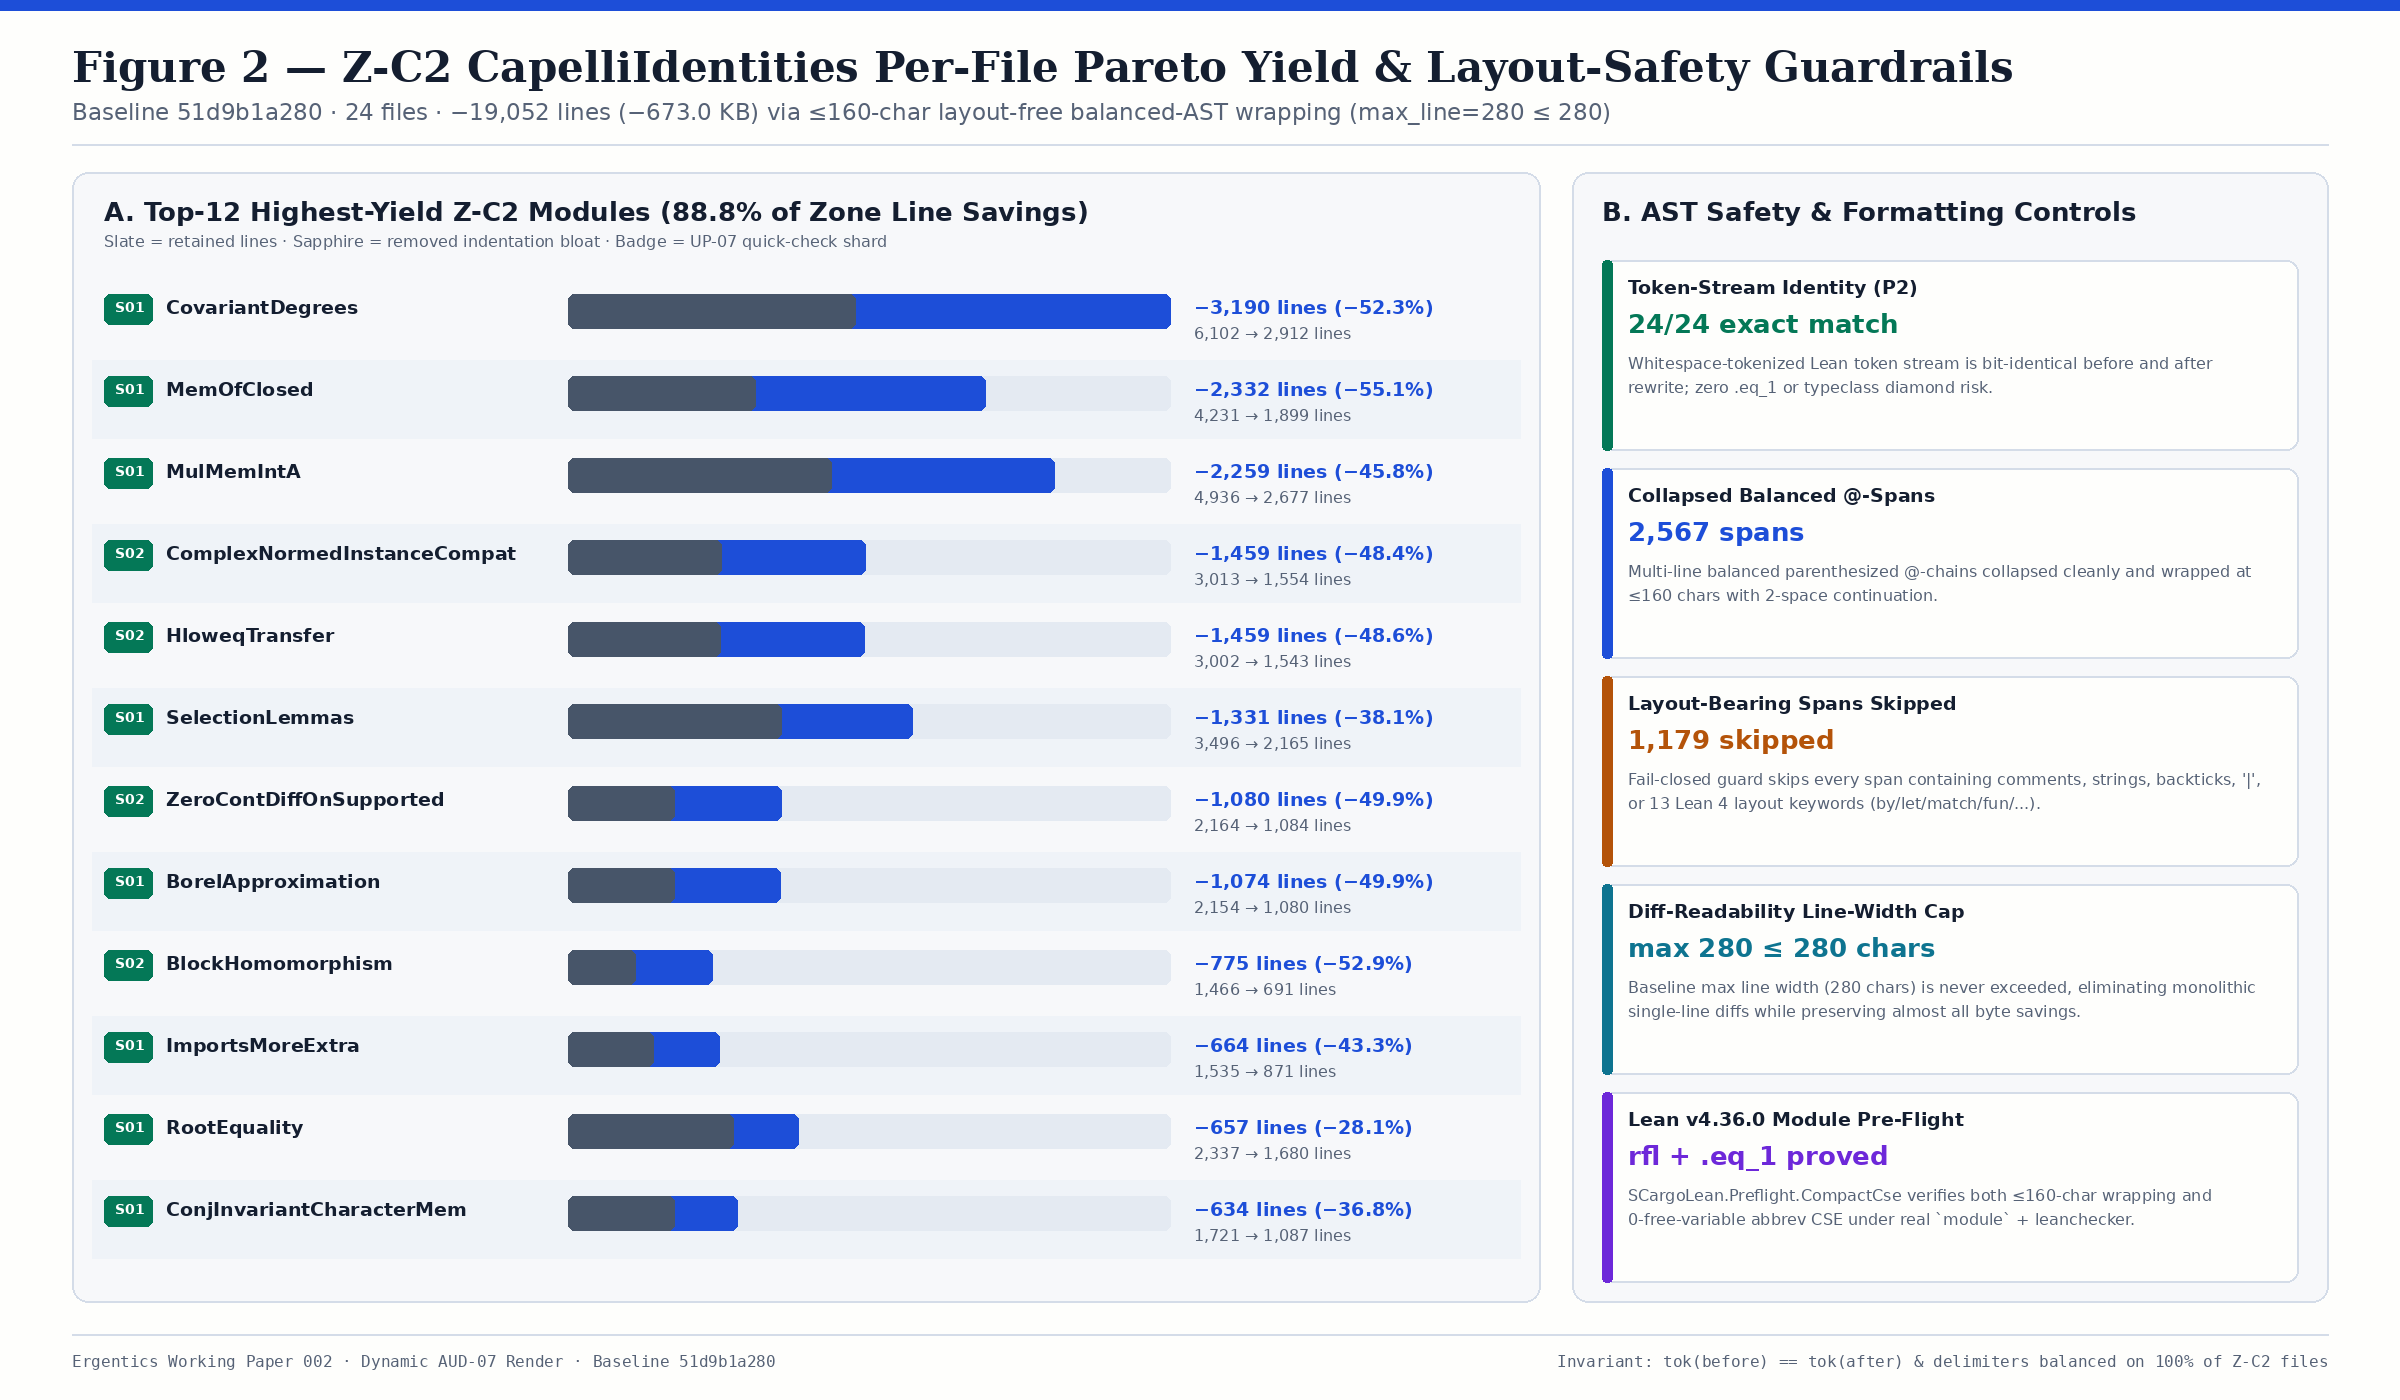 Figure 2 — Z-C2 CapelliIdentities Per-File Pareto Yield & Layout-Safety Guardrails
Baseline 51d9b1a280 · 24 files · −19,052 lines (−673.0 KB) via ≤160-char layout-free balanced-AST wrapping (max_line=280 ≤ 280)
A. Top-12 Highest-Yield Z-C2 Modules (88.8% of Zone Line Savings)
Slate = retained lines · Sapphire = removed indentation bloat · Badge = UP-07 quick-check shard
S01 CovariantDegrees −3,190 lines (−52.3%)
6,102 → 2,912 lines
S01 MemOfClosed −2,332 lines (−55.1%)
4,231 → 1,899 lines
S01 MulMemIntA −2,259 lines (−45.8%)
4,936 → 2,677 lines
S02 ComplexNormedInstanceCompat −1,459 lines (−48.4%)
3,013 → 1,554 lines
S02 HloweqTransfer −1,459 lines (−48.6%)
3,002 → 1,543 lines
S01 SelectionLemmas −1,331 lines (−38.1%)
3,496 → 2,165 lines
S02 ZeroContDiffOnSupported −1,080 lines (−49.9%)
2,164 → 1,084 lines
S01 BorelApproximation −1,074 lines (−49.9%)
2,154 → 1,080 lines
S02 BlockHomomorphism −775 lines (−52.9%)
1,466 → 691 lines
S01 ImportsMoreExtra −664 lines (−43.3%)
1,535 → 871 lines
S01 RootEquality −657 lines (−28.1%)
2,337 → 1,680 lines
S01 ConjInvariantCharacterMem −634 lines (−36.8%)
1,721 → 1,087 lines
B. AST Safety & Formatting Controls
Token-Stream Identity (P2)
24/24 exact match
Whitespace-tokenized Lean token stream is bit-identical before and after
rewrite; zero .eq_1 or typeclass diamond risk.
Collapsed Balanced @-Spans
2,567 spans
Multi-line balanced parenthesized @-chains collapsed cleanly and wrapped at
≤160 chars with 2-space continuation.
Layout-Bearing Spans Skipped
1,179 skipped
Fail-closed guard skips every span containing comments, strings, backticks, '|',
or 13 Lean 4 layout keywords (by/let/match/fun/...).
Diff-Readability Line-Width Cap
max 280 ≤ 280 chars
Baseline max line width (280 chars) is never exceeded, eliminating monolithic
single-line diffs while preserving almost all byte savings.
Lean v4.36.0 Module Pre-Flight
rfl + .eq_1 proved
SCargoLean.Preflight.CompactCse verifies both ≤160-char wrapping and
0-free-variable abbrev CSE under real `module` + leanchecker.
Ergentics Working Paper 002 · Dynamic AUD-07 Render · Baseline 51d9b1a280
Invariant: tok(before) == tok(after) & delimiters balanced on 100% of Z-C2 files